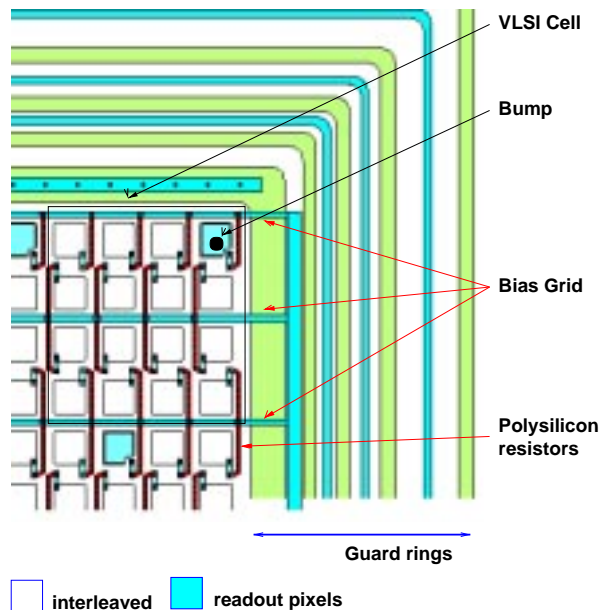 VLSI Cell
Bump
Bias Grid
Polysilicon
resistors
Guard rings
interleaved
readout pixels